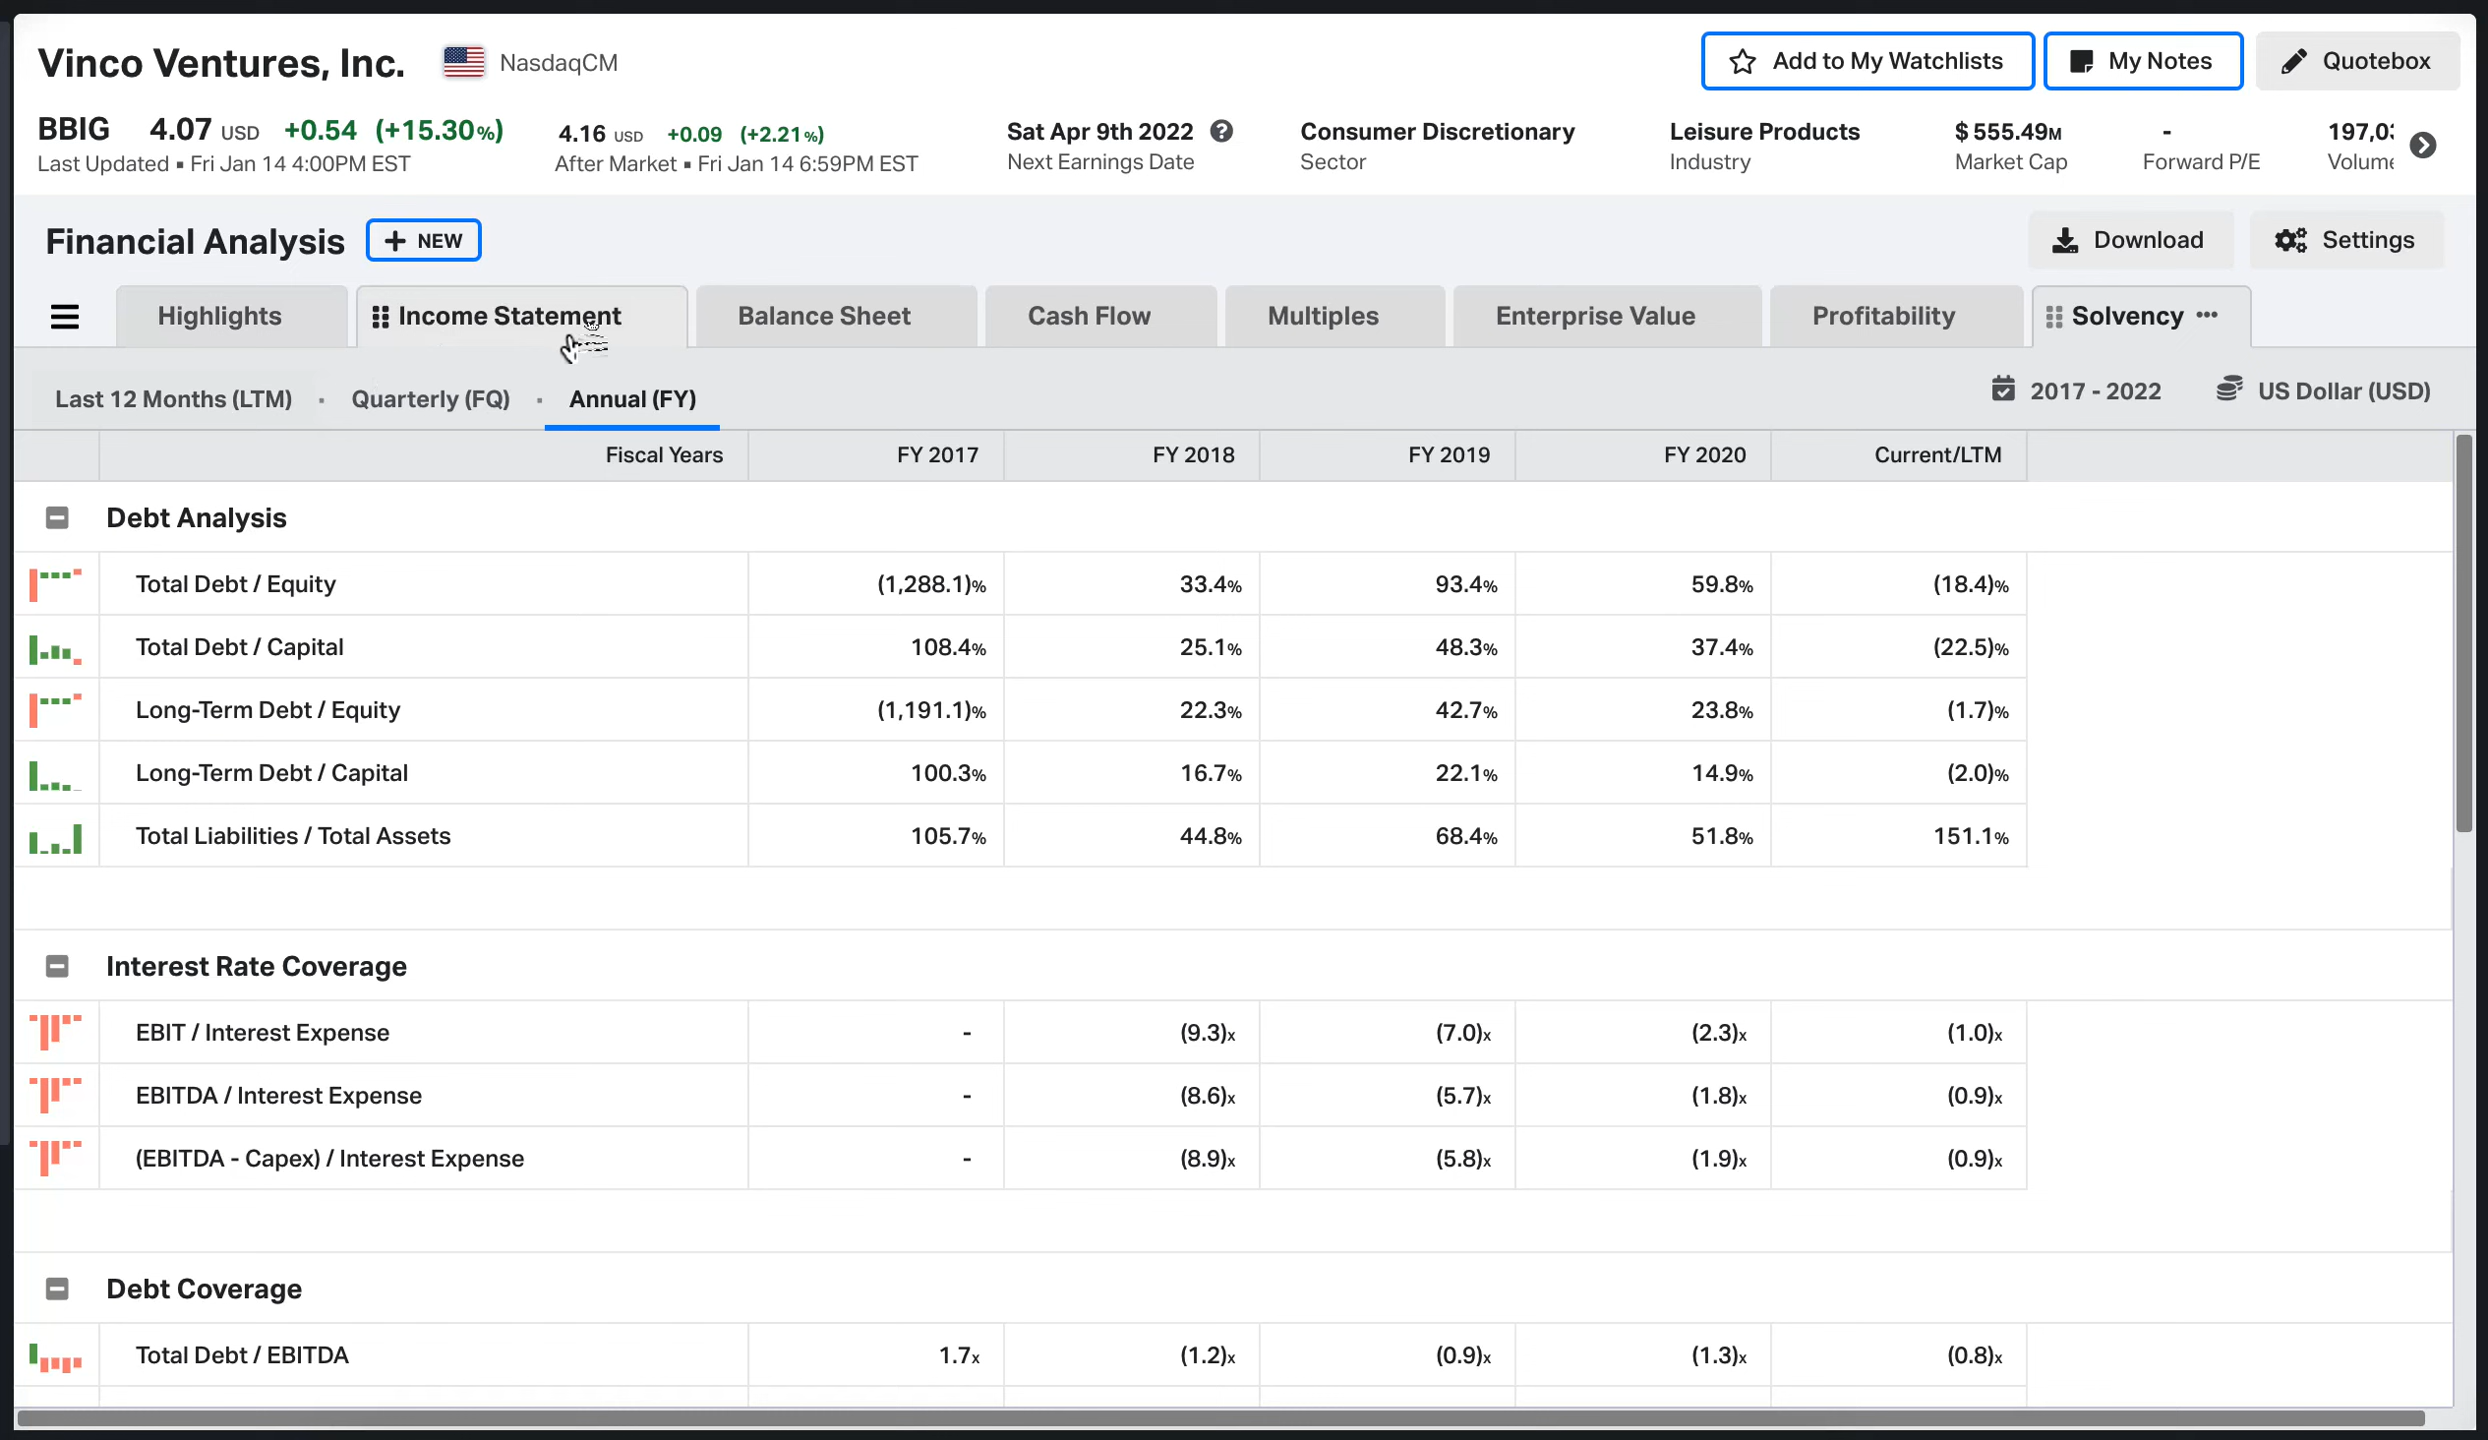 Vinco Ventures, Inc. NasdaqCM
Add to My Watchlists My Notes Quotebox
BBIG 4.07 USD +0.54 (+15.30%) 4.16 USD +0.09 (+2.21%) Sat Apr 9th 2022 Consumer Discretionary Leisure Products $555.49M -
Last Updated ▪ Fri Jan 14 4:00PM EST After Market ▪ Fri Jan 14 6:59PM EST Next Earnings Date Sector Industry Market Cap Forward P/E
Financial Analysis + NEW Download Settings
Highlights Income Statement Balance Sheet Cash Flow Multiples Enterprise Value Profitability Solvency ···
Last 12 Months (LTM) · Quarterly (FQ) · Annual (FY) 2017 - 2022 US Dollar (USD)
Fiscal Years FY 2017 FY 2018 FY 2019 FY 2020 Current/LTM
Debt Analysis
Total Debt / Equity (1,288.1)% 33.4% 93.4% 59.8% (18.4)%
Total Debt / Capital 108.4% 25.1% 48.3% 37.4% (22.5)%
Long-Term Debt / Equity (1,191.1)% 22.3% 42.7% 23.8% (1.7)%
Long-Term Debt / Capital 100.3% 16.7% 22.1% 14.9% (2.0)%
Total Liabilities / Total Assets 105.7% 44.8% 68.4% 51.8% 151.1%
Interest Rate Coverage
EBIT / Interest Expense - (9.3)x (7.0)x (2.3)x (1.0)x
EBITDA / Interest Expense - (8.6)x (5.7)x (1.8)x (0.9)x
(EBITDA - Capex) / Interest Expense - (8.9)x (5.8)x (1.9)x (0.9)x
Debt Coverage
Total Debt / EBITDA 1.7x (1.2)x (0.9)x (1.3)x (0.8)x